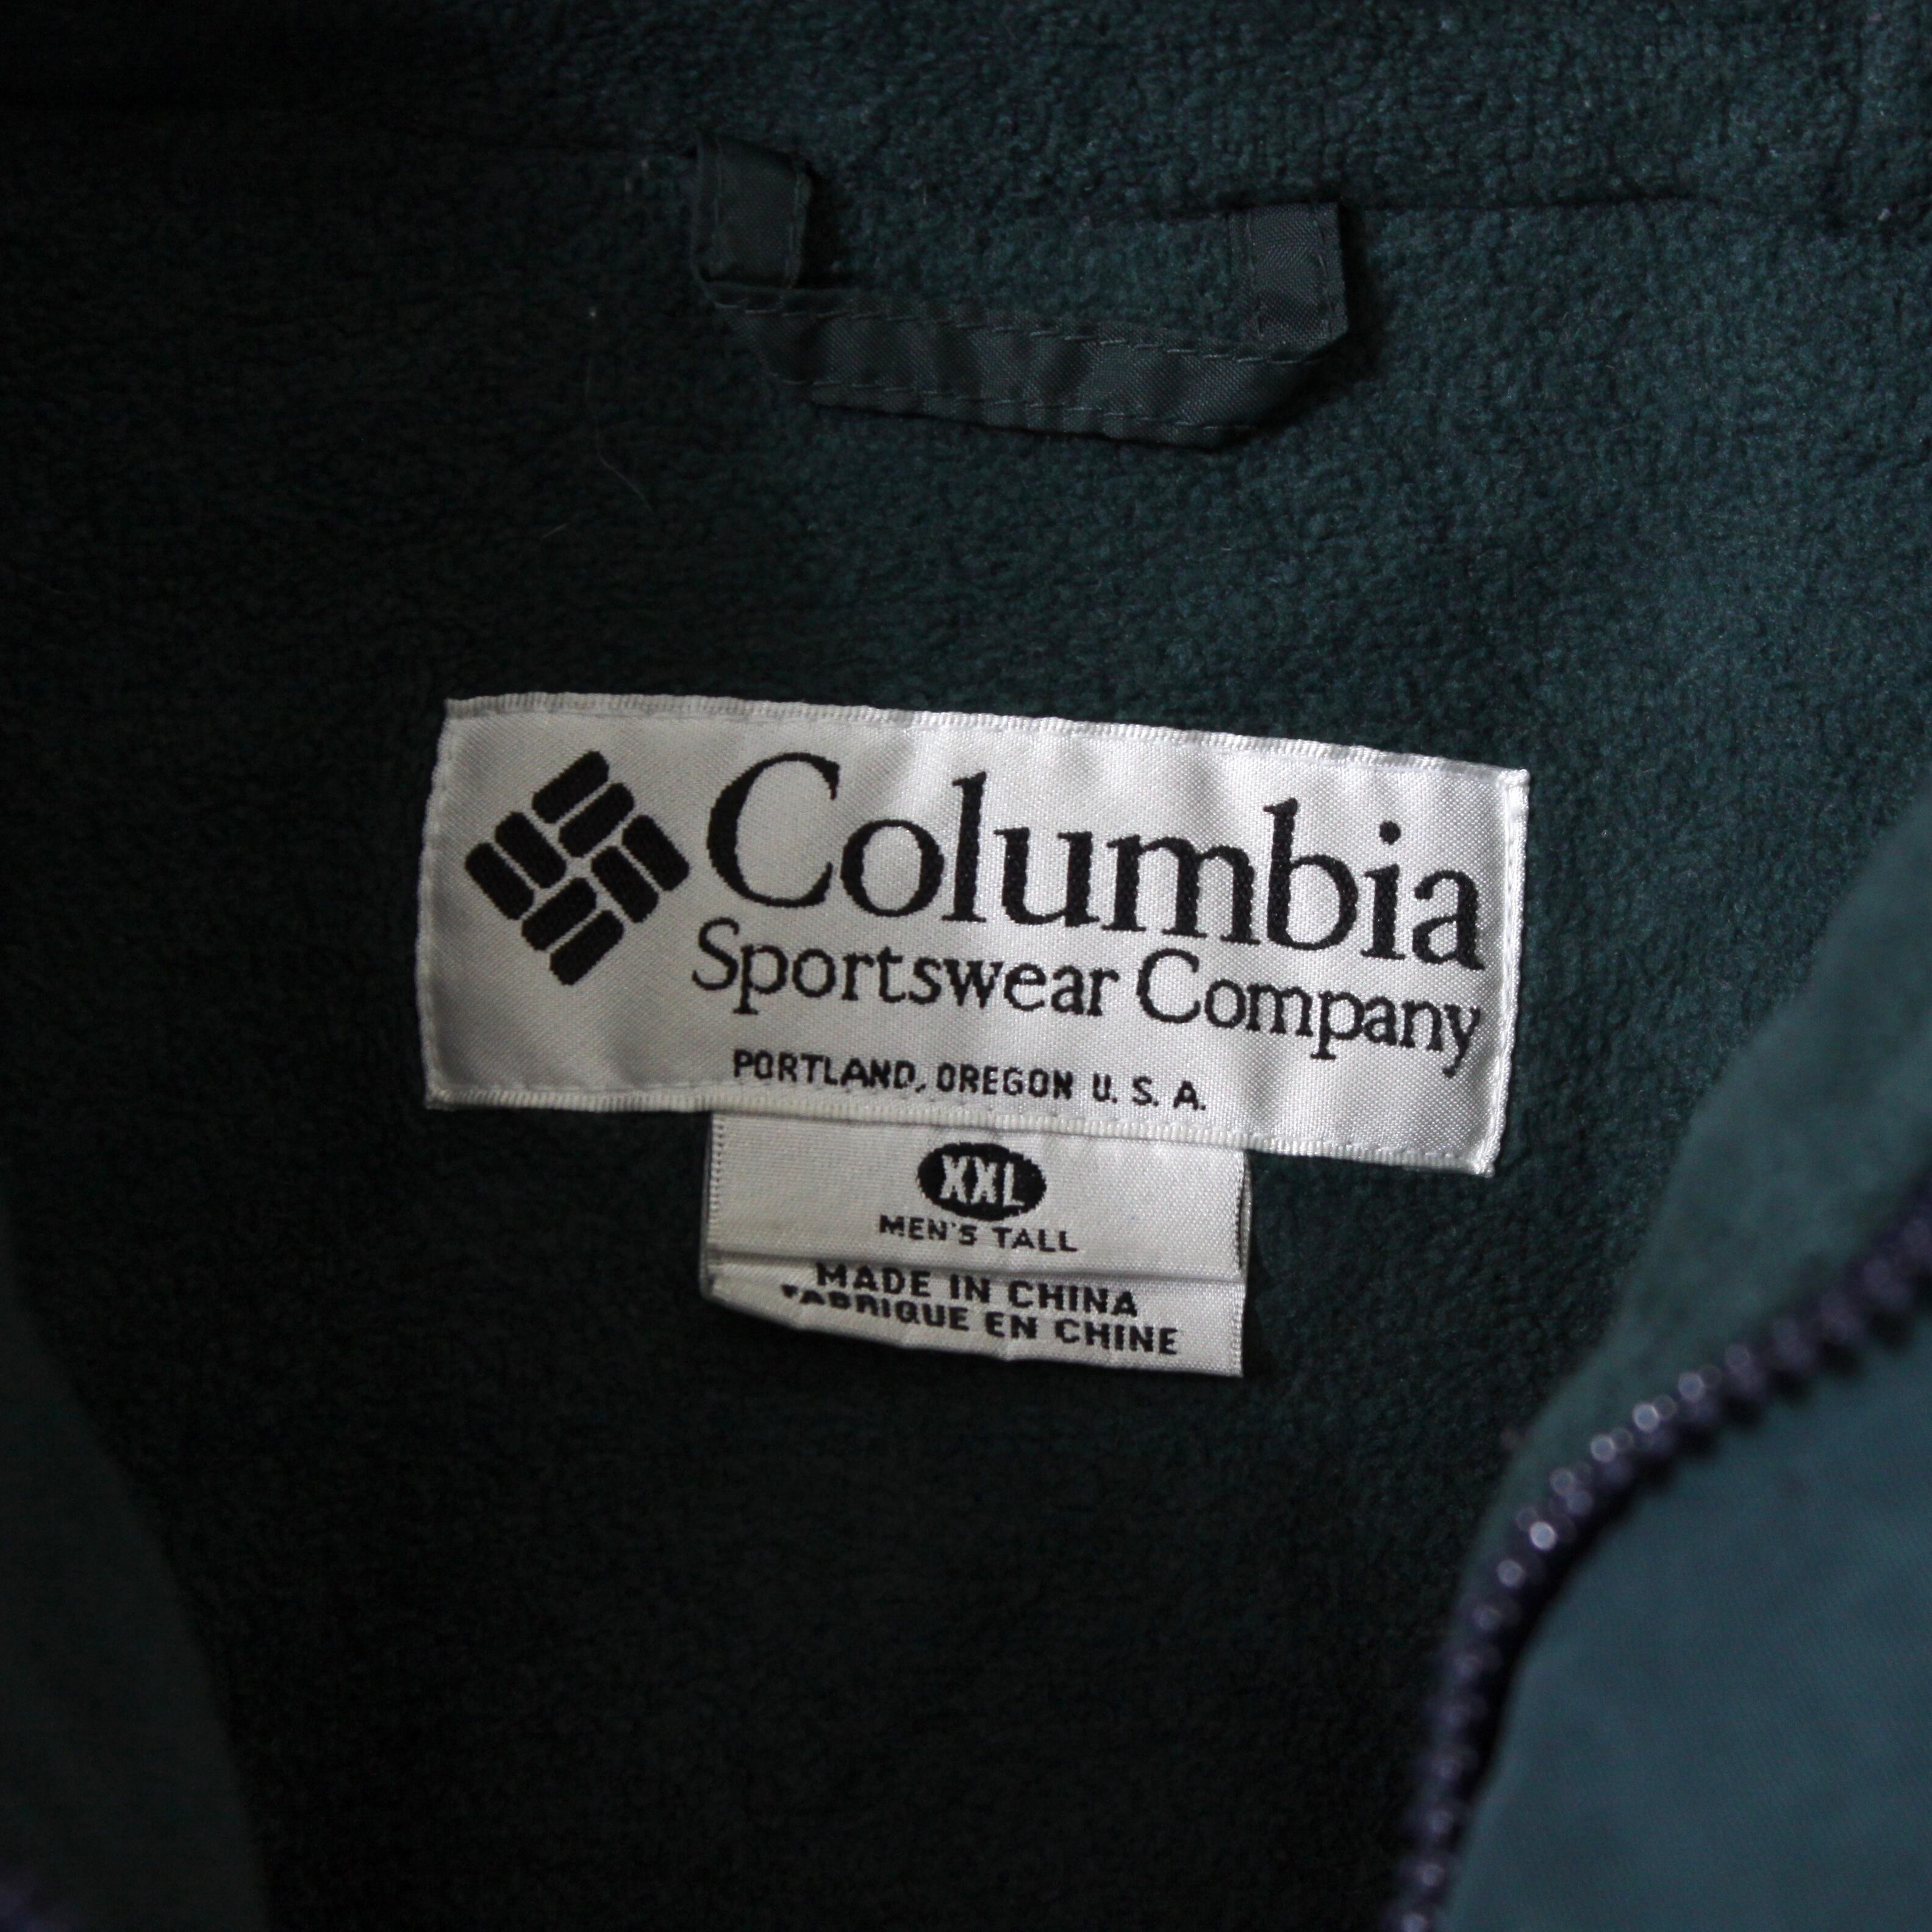 Columbia
Sportswear Company
PORTLAND, OREGON U. S. A.
XXL
MEN'S TALL
MADE IN CHINA
FABRIQUE EN CHINE